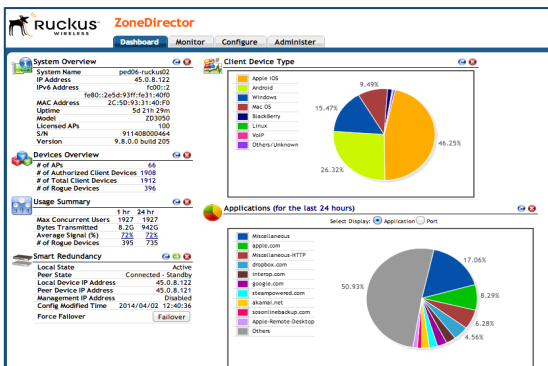 Ruckus™ ZoneDirector
WIRELESS
Dashboard Monitor Configure Administer
System Overview
System Name ped06-ruckus02
IP Address 45.0.8.122
IPv6 Address fc00::2
fe80::2e5d:93ff:fe31:40f0
MAC Address 2C:5D:93:31:40:F0
Uptime 5d 21h 29m
Model ZD3050
Licensed APs 100
S/N 911408000464
Version 9.8.0.0 build 205
Devices Overview
# of APs 66
# of Authorized Client Devices 1908
# of Total Client Devices 1912
# of Rogue Devices 396
Usage Summary
1 hr 24 hr
Max Concurrent Users 1927 1927
Bytes Transmitted 8.2G 942G
Average Signal (%) 72% 72%
# of Rogue Devices 395 735
Smart Redundancy
Local State Active
Peer State Connected - Standby
Local Device IP Address 45.0.8.122
Peer Device IP Address 45.0.8.121
Management IP Address Disabled
Config Modified Time 2014/04/02 12:40:36
Force Failover Failover
Client Device Type
Apple iOS
Android
Windows
Mac OS
BlackBerry
Linux
VoIP
Others/Unknown
9.49%
15.47%
46.25%
26.32%
Applications (for the last 24 hours)
Select Display: Application Port
Miscellaneous
apple.com
Miscellaneous-HTTP
dropbox.com
interop.com
google.com
steampowered.com
akamai.net
sosonlinebackup.com
Apple-Remote-Desktop
Others
17.06%
50.93%
8.29%
6.28%
4.56%